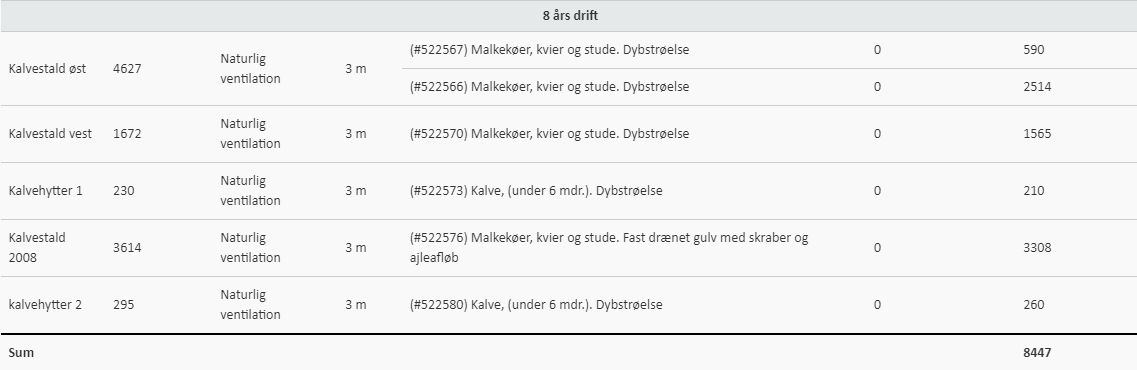 8 års drift
Kalvestald øst 4627 Naturlig ventilation 3 m (#522567) Malkekøer, kvier og stude. Dybstrøelse 0 590
(#522566) Malkekøer, kvier og stude. Dybstrøelse 0 2514
Kalvestald vest 1672 Naturlig ventilation 3 m (#522570) Malkekøer, kvier og stude. Dybstrøelse 0 1565
Kalvehytter 1 230 Naturlig ventilation 3 m (#522573) Kalve, (under 6 mdr.). Dybstrøelse 0 210
Kalvestald 2008 3614 Naturlig ventilation 3 m (#522576) Malkekøer, kvier og stude. Fast drænet gulv med skraber og ajleafløb 0 3308
kalvehytter 2 295 Naturlig ventilation 3 m (#522580) Kalve, (under 6 mdr.). Dybstrøelse 0 260
Sum 8447